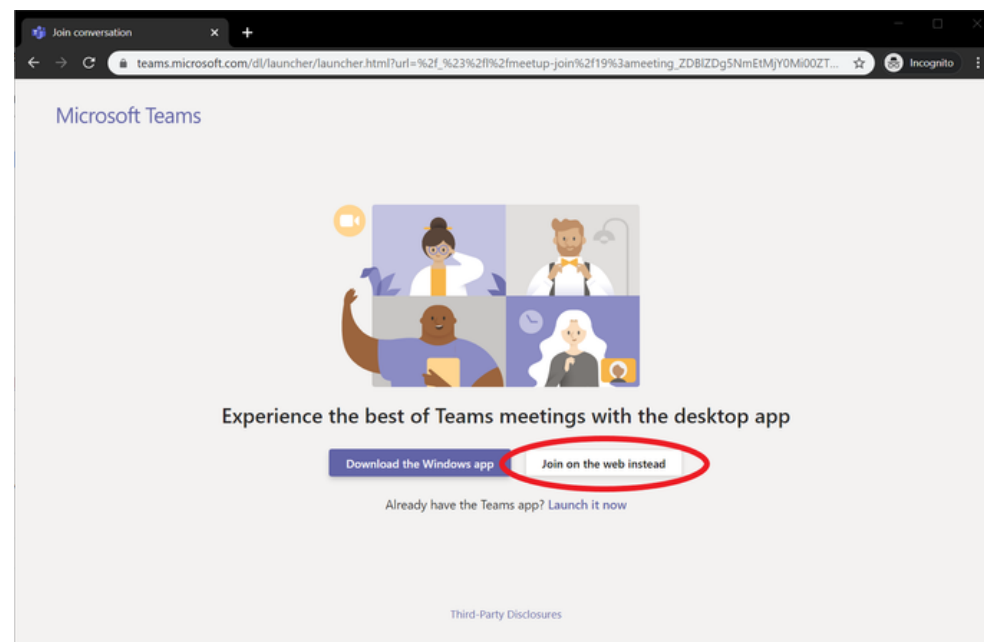 Join conversation
teams.microsoft.com/dl/launcher/launcher.html?url=%2f_%23%2fl%2fmeetup-join%2f19%3ameeting_ZDBlZDg5NmEtMjY0Mi00ZT...
Incognito
Microsoft Teams
Experience the best of Teams meetings with the desktop app
Download the Windows app Join on the web instead
Already have the Teams app? Launch it now
Third-Party Disclosures